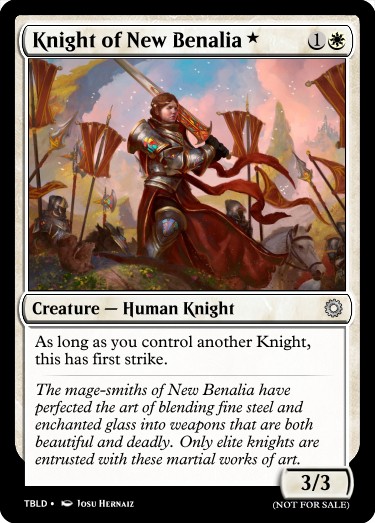 Knight of New Benalia ★ 1
Creature — Human Knight
As long as you control another Knight,
this has first strike.
The mage-smiths of New Benalia have
perfected the art of blending fine steel and
enchanted glass into weapons that are both
beautiful and deadly. Only elite knights are
entrusted with these martial works of art.
3/3
TBLD • Josu Hernaiz
(NOT FOR SALE)